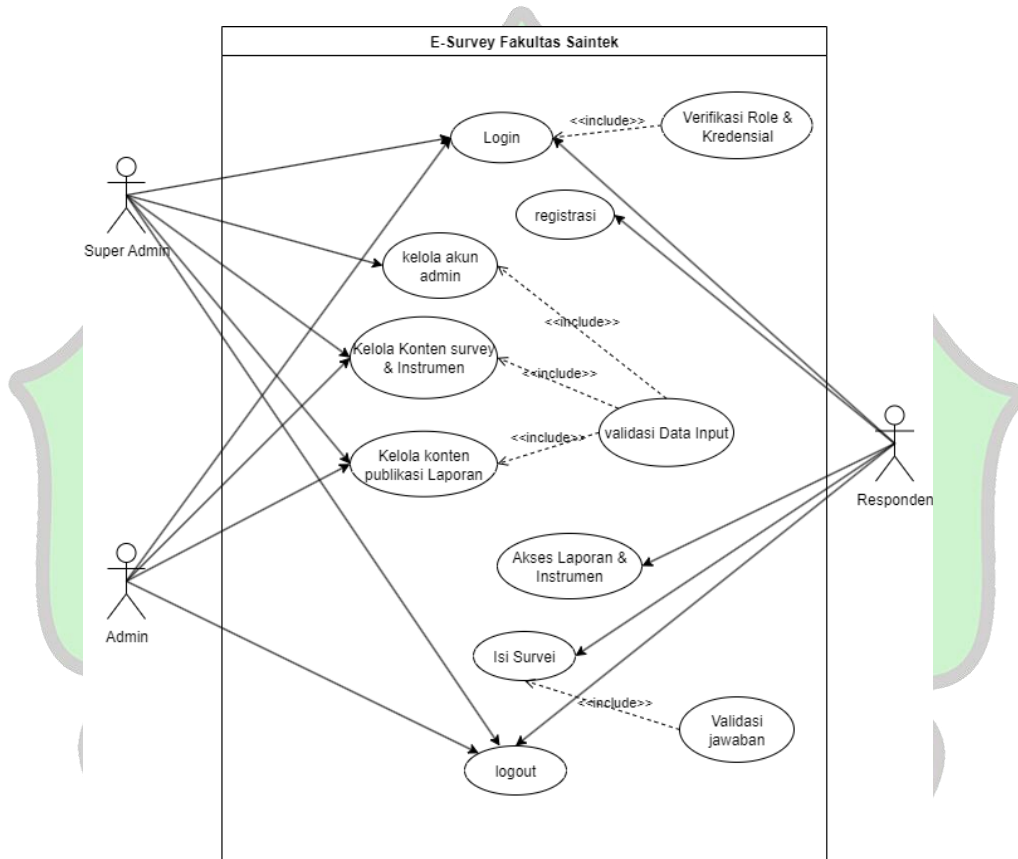 E-Survey Fakultas Saintek
<<include>>
Verifikasi Role &
Kredensial
Login
registrasi
Super Admin
kelola akun
admin
<<include>>
Kelola Konten survey
& Instrumen
<<include>>
validasi Data Input
<<include>>
Kelola konten
publikasi Laporan
Responden
Akses Laporan &
Instrumen
Admin
Isi Survei
<<include>>
Validasi
jawaban
logout